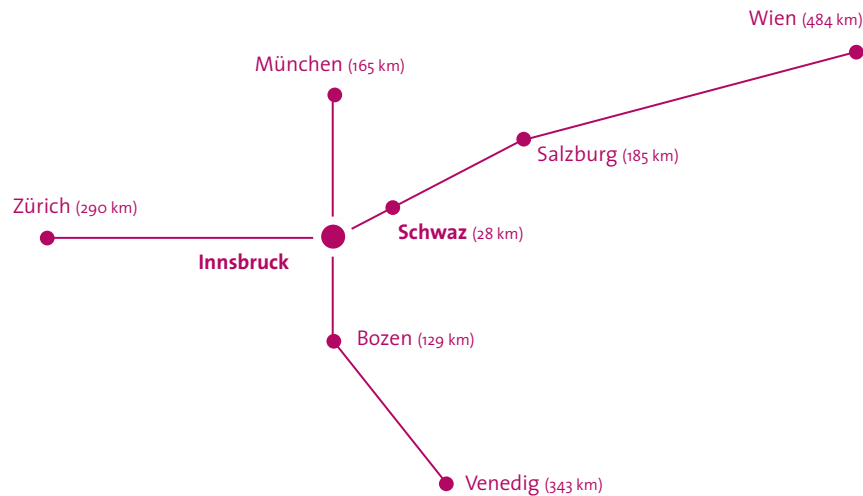 Wien (484 km)
München (165 km)
Salzburg (185 km)
Zürich (290 km)
Schwaz (28 km)
Innsbruck
Bozen (129 km)
Venedig (343 km)